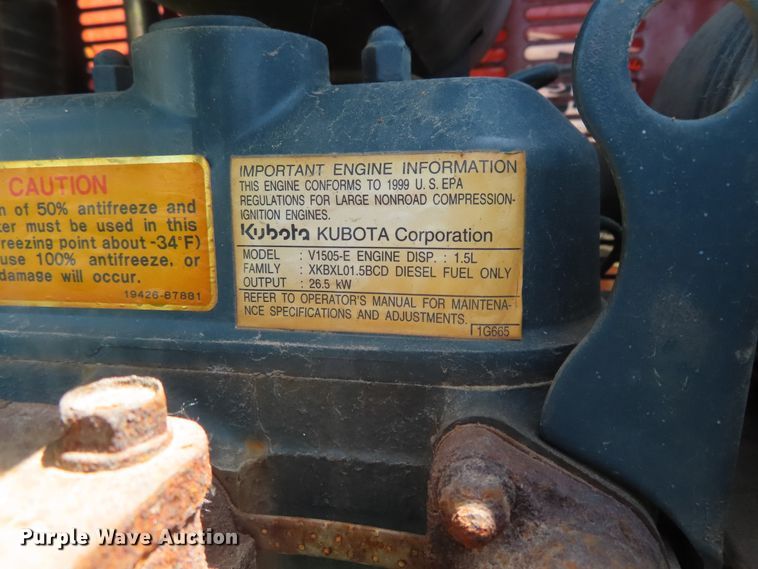 CAUTION
n of 50% antifreeze and
ter must be used in this
freezing point about -34°F)
use 100% antifreeze, or
damage will occur.
19426-87881
IMPORTANT ENGINE INFORMATION
THIS ENGINE CONFORMS TO 1999 U.S. EPA
REGULATIONS FOR LARGE NONROAD COMPRESSION-
IGNITION ENGINES.
Kubota KUBOTA Corporation
MODEL : V1505-E ENGINE DISP. : 1.5L
FAMILY : XKBXL01.5BCD DIESEL FUEL ONLY
OUTPUT : 26.5 kW
REFER TO OPERATOR'S MANUAL FOR MAINTENA-
NCE SPECIFICATIONS AND ADJUSTMENTS.
1G665
Purple Wave Auction